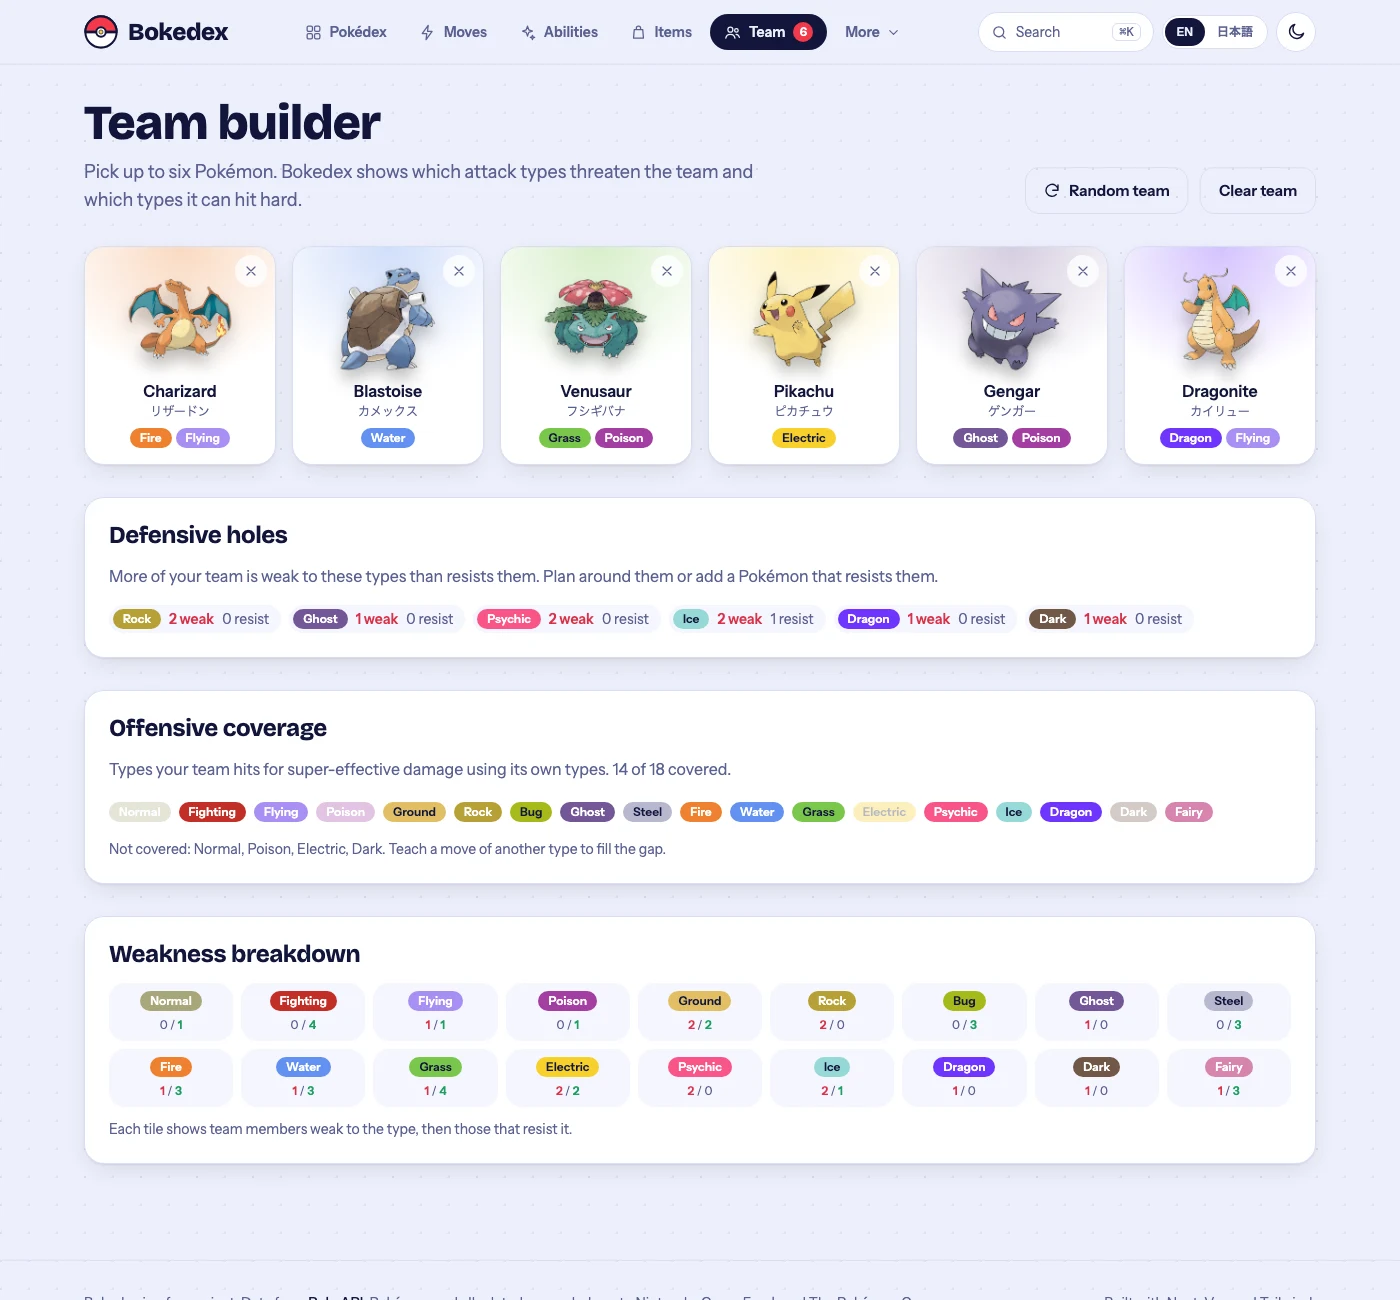 Bokedex
Pokédex
Moves
Abilities
Items
Team 6
More
Search ⌘K
EN 日本語
Team builder
Pick up to six Pokémon. Bokedex shows which attack types threaten the team and
which types it can hit hard.
Random team
Clear team
Charizard
リザードン
Fire Flying
Blastoise
カメックス
Water
Venusaur
フシギバナ
Grass Poison
Pikachu
ピカチュウ
Electric
Gengar
ゲンガー
Ghost Poison
Dragonite
カイリュー
Dragon Flying
Defensive holes
More of your team is weak to these types than resists them. Plan around them or add a Pokémon that resists them.
Rock 2 weak 0 resist Ghost 1 weak 0 resist Psychic 2 weak 0 resist Ice 2 weak 1 resist Dragon 1 weak 0 resist Dark 1 weak 0 resist
Offensive coverage
Types your team hits for super-effective damage using its own types. 14 of 18 covered.
Normal Fighting Flying Poison Ground Rock Bug Ghost Steel Fire Water Grass Electric Psychic Ice Dragon Dark Fairy
Not covered: Normal, Poison, Electric, Dark. Teach a move of another type to fill the gap.
Weakness breakdown
Normal Fighting Flying Poison Ground Rock Bug Ghost Steel
0 / 1 0 / 4 1 / 1 0 / 1 2 / 2 2 / 0 0 / 3 1 / 0 0 / 3
Fire Water Grass Electric Psychic Ice Dragon Dark Fairy
1 / 3 1 / 3 1 / 4 2 / 2 2 / 0 2 / 1 1 / 0 1 / 0 1 / 3
Each tile shows team members weak to the type, then those that resist it.